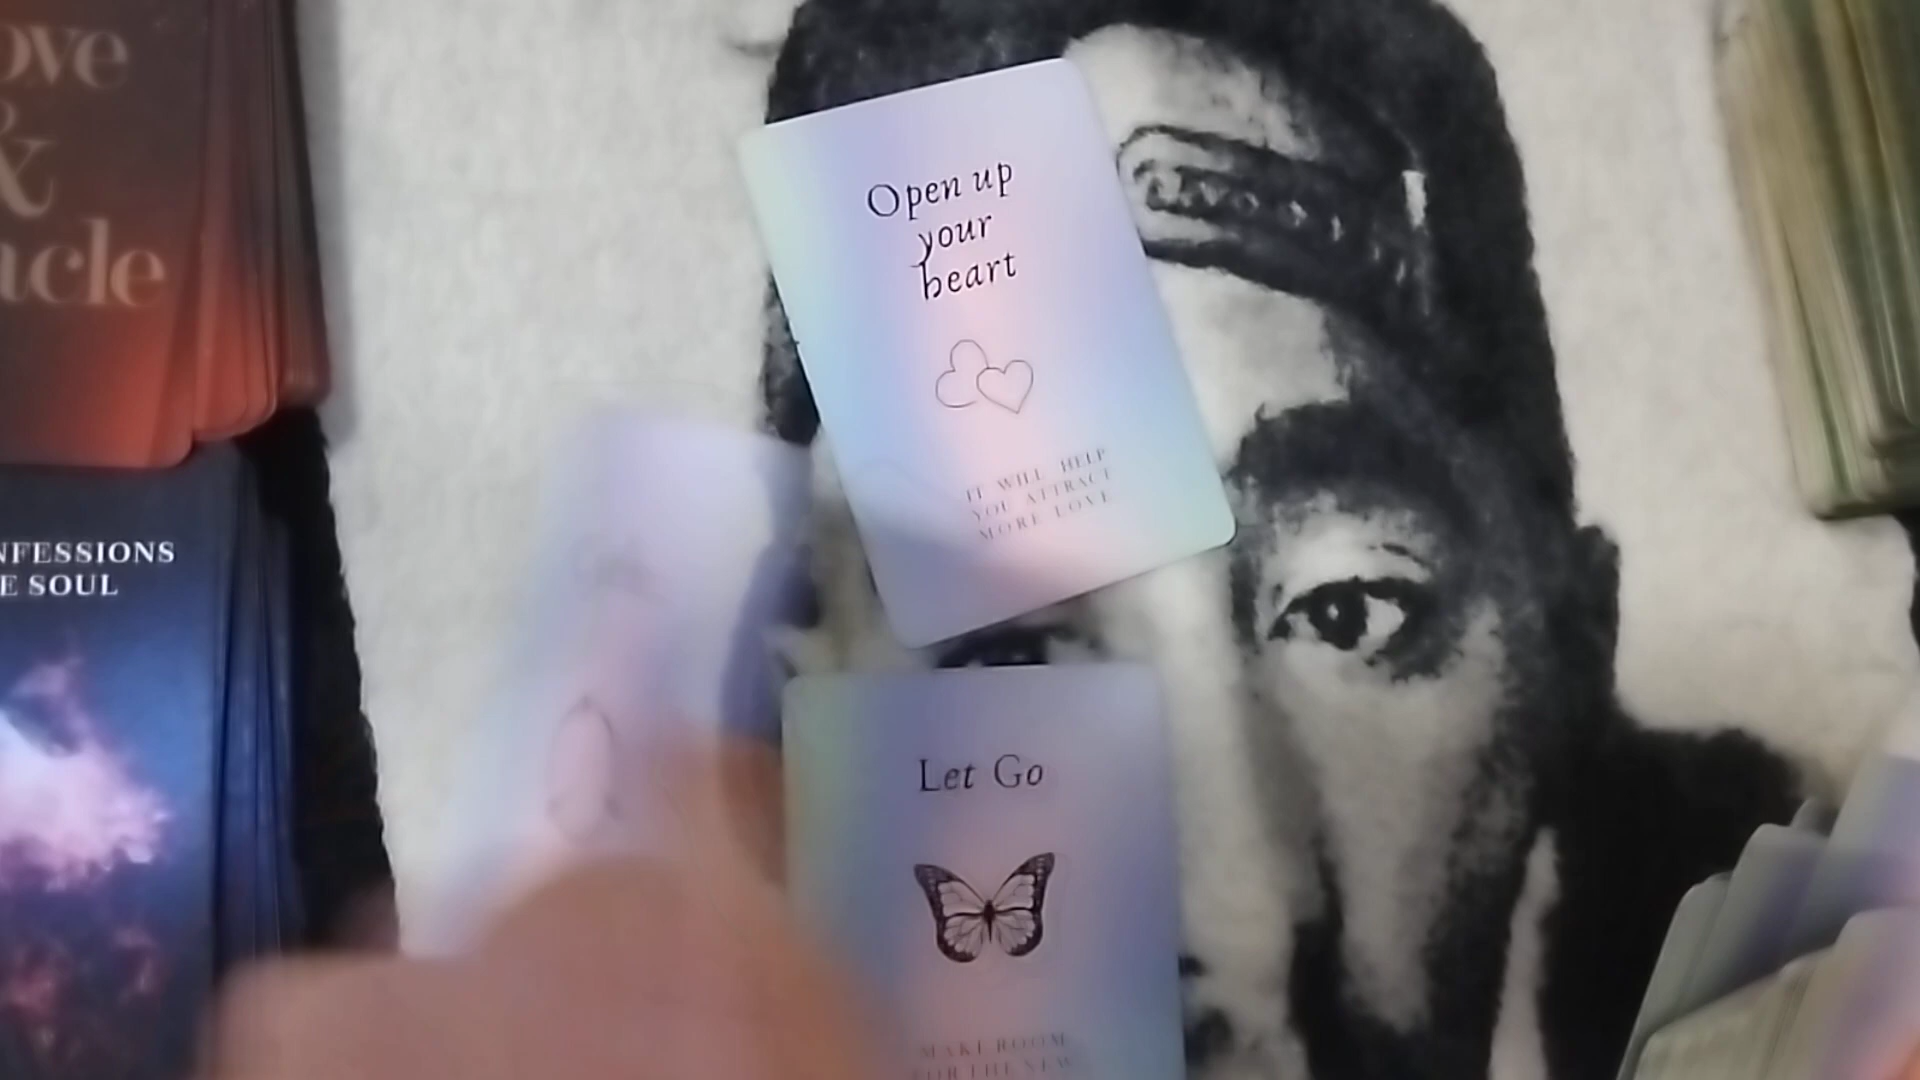 ove
&
acle
NFESSIONS
E SOUL
Open up
your
heart
IT WILL HELP
YOU ATTRACT
MORE LOVE
Let Go
MAKE ROOM
FOR THE NEW